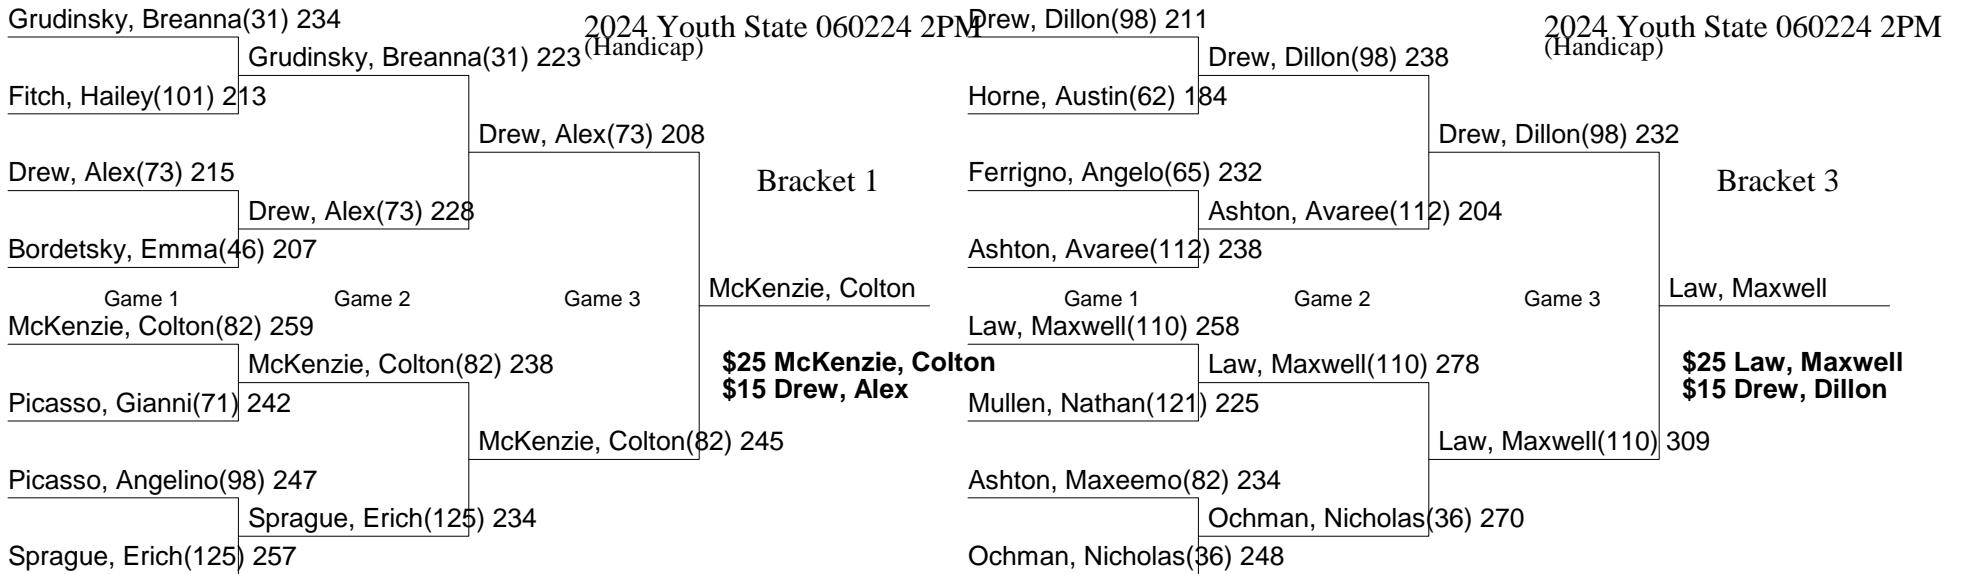 Grudinsky, Breanna(31) 234
2024 Youth State 060224 2PM
(Handicap)
Grudinsky, Breanna(31) 223
Fitch, Hailey(101) 213
Drew, Alex(73) 208
Drew, Alex(73) 215
Bracket 1
Drew, Alex(73) 228
Bordetsky, Emma(46) 207
Game 1
Game 2
Game 3
McKenzie, Colton
McKenzie, Colton(82) 259
McKenzie, Colton(82) 238
$25 McKenzie, Colton
$15 Drew, Alex
Picasso, Gianni(71) 242
McKenzie, Colton(82) 245
Picasso, Angelino(98) 247
Sprague, Erich(125) 234
Sprague, Erich(125) 257
Drew, Dillon(98) 211
2024 Youth State 060224 2PM
(Handicap)
Drew, Dillon(98) 238
Horne, Austin(62) 184
Drew, Dillon(98) 232
Ferrigno, Angelo(65) 232
Bracket 3
Ashton, Avaree(112) 204
Ashton, Avaree(112) 238
Game 1
Game 2
Game 3
Law, Maxwell
Law, Maxwell(110) 258
Law, Maxwell(110) 278
$25 Law, Maxwell
$15 Drew, Dillon
Mullen, Nathan(121) 225
Law, Maxwell(110) 309
Ashton, Maxeemo(82) 234
Ochman, Nicholas(36) 270
Ochman, Nicholas(36) 248